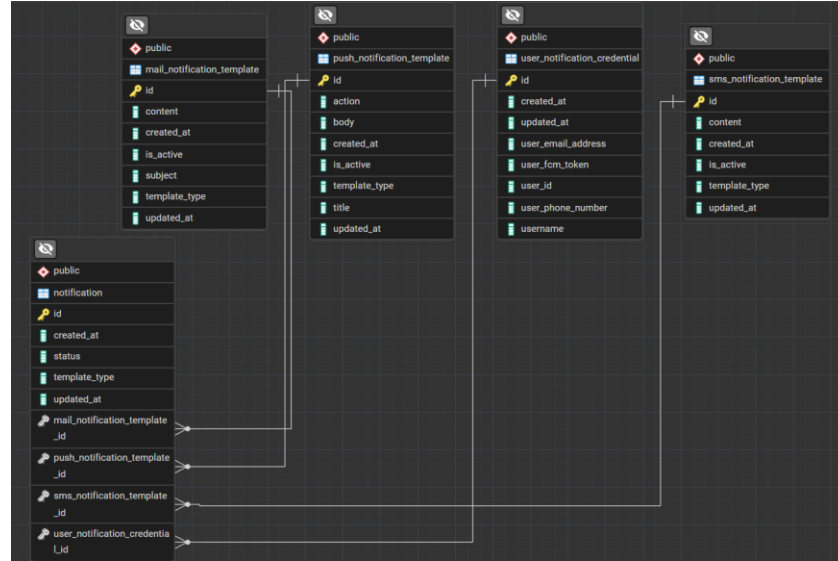 public
mail_notification_template
id
content
created_at
is_active
subject
template_type
updated_at
public
push_notification_template
id
action
body
created_at
is_active
template_type
title
updated_at
public
user_notification_credential
id
created_at
updated_at
user_email_address
user_fcm_token
user_id
user_phone_number
username
public
sms_notification_template
id
content
created_at
is_active
template_type
updated_at
public
notification
id
created_at
status
template_type
updated_at
mail_notification_template
_id
push_notification_template
_id
sms_notification_template
_id
user_notification_credentia
l_id